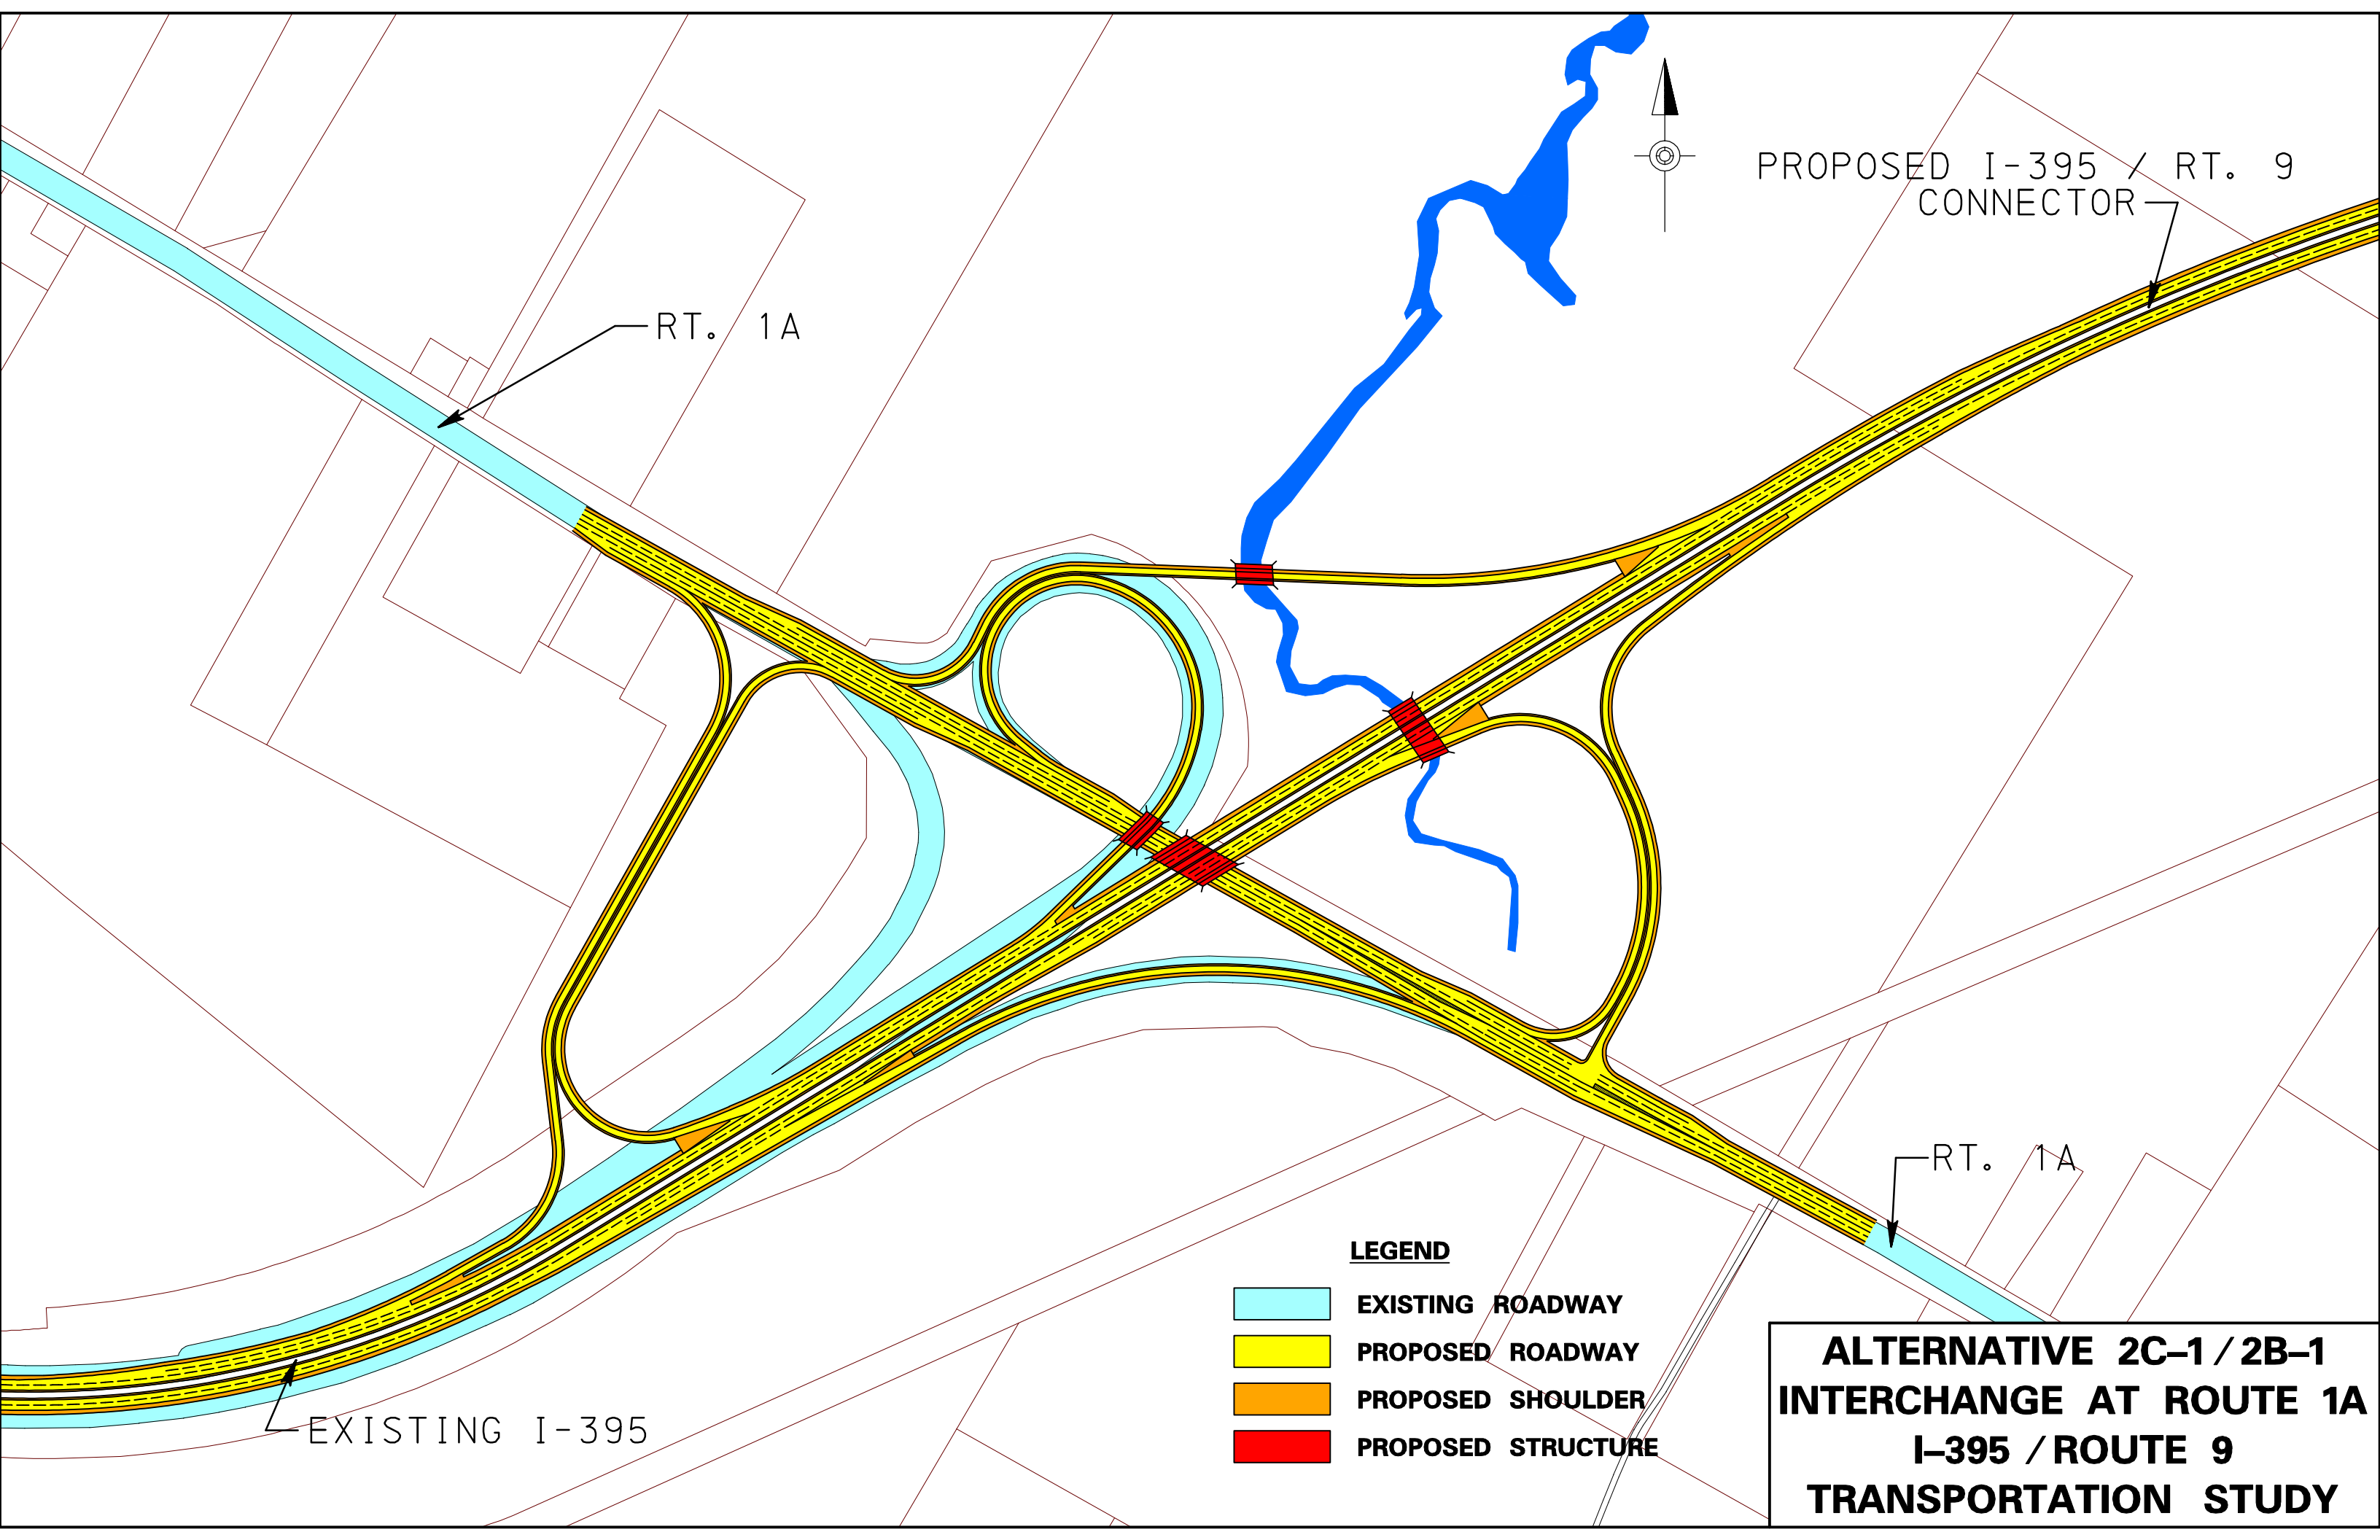 PROPOSED I-395 / RT. 9
CONNECTOR
RT. 1A
RT. 1A
EXISTING I-395
LEGEND
EXISTING ROADWAY
PROPOSED ROADWAY
PROPOSED SHOULDER
PROPOSED STRUCTURE
ALTERNATIVE 2C–1 / 2B–1
INTERCHANGE AT ROUTE 1A
I–395 / ROUTE 9
TRANSPORTATION STUDY